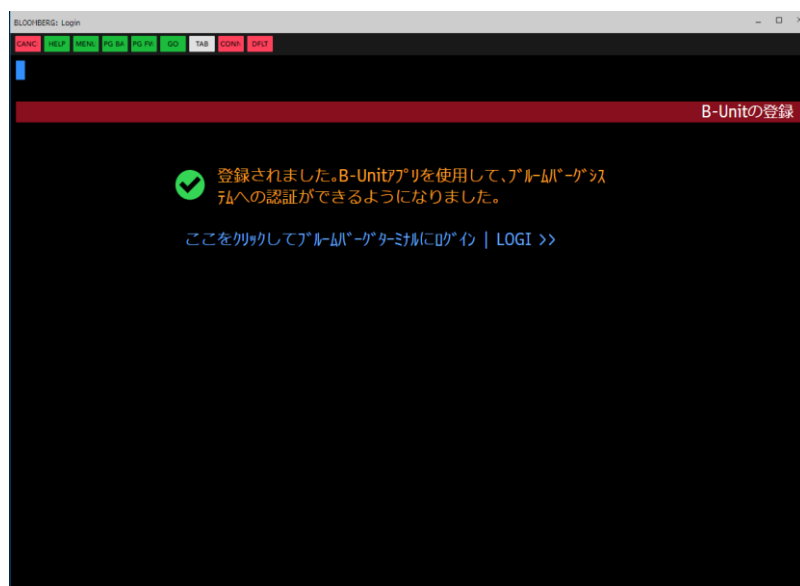 BLOOMBERG: Login
CANC HELP MENU PG BA PG FW GO TAB CONN DFLT
B-Unitの登録
登録されました。B-Unitｱﾌﾟﾘを使用して、ﾌﾞﾙｰﾑﾊﾞｰｸﾞｼｽ
ﾃﾑへの認証ができるようになりました。
ここをｸﾘｯｸしてﾌﾞﾙｰﾑﾊﾞｰｸﾞﾀｰﾐﾅﾙにﾛｸﾞｲﾝ | LOGI >>